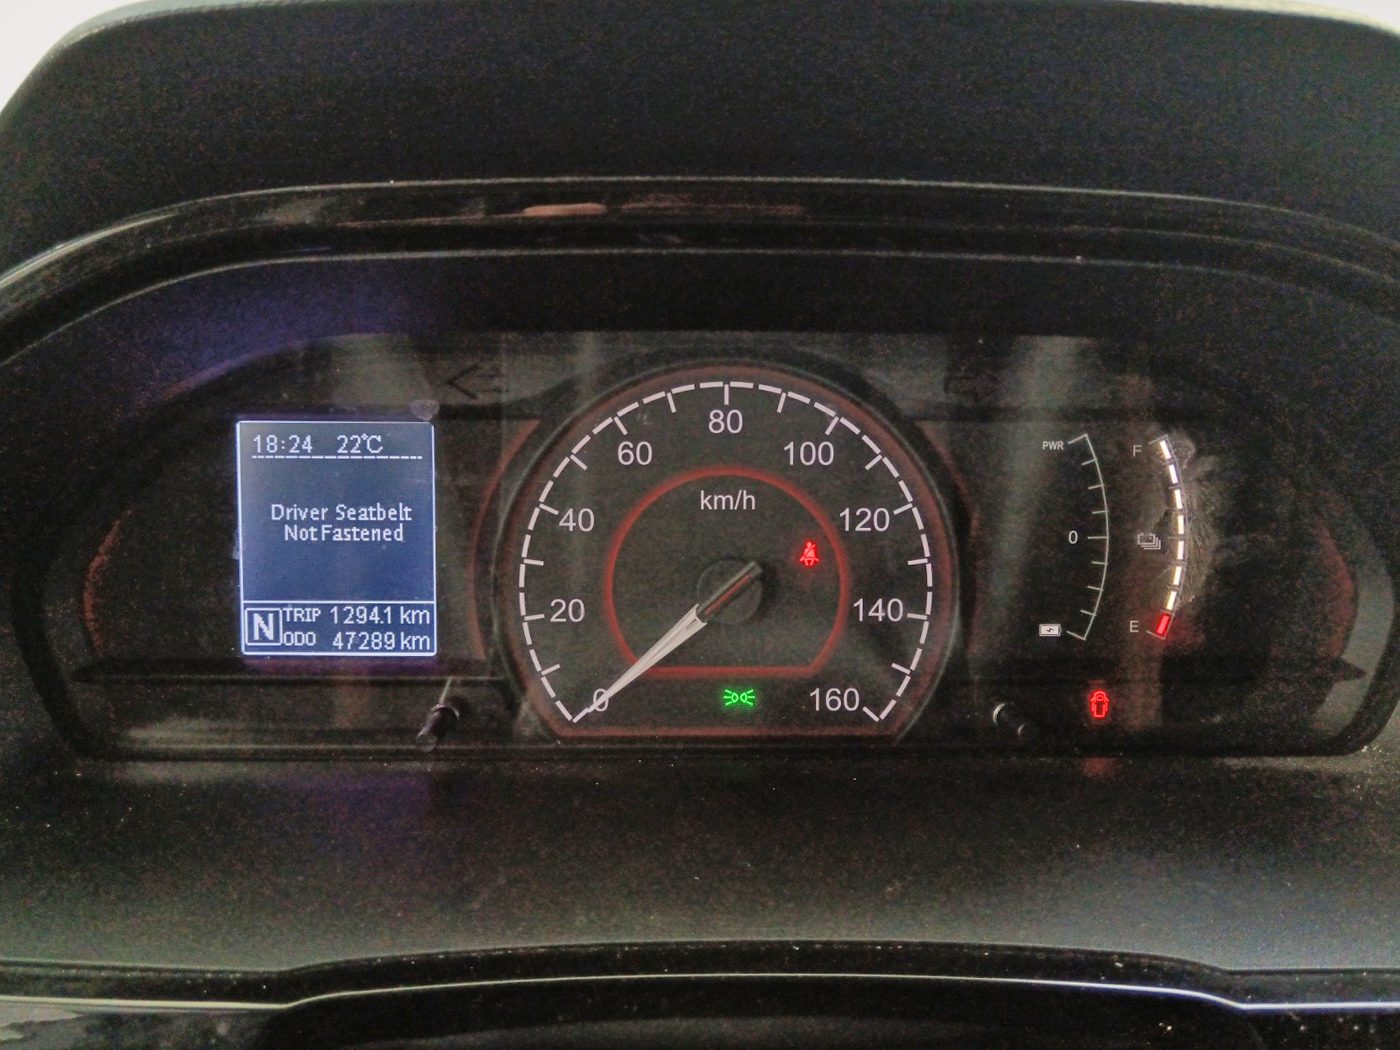 18:24 22°C
Driver Seatbelt
Not Fastened
N
TRIP 1294.1 km
ODO 47289 km
0
20
40
60
80
100
120
140
160
km/h
PWR
0
F
E